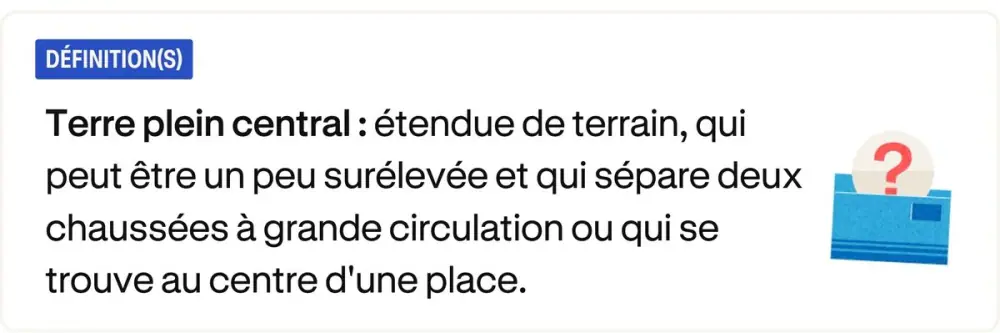 DÉFINITION(S)
Terre plein central : étendue de terrain, qui
peut être un peu surélevée et qui sépare deux
chaussées à grande circulation ou qui se
trouve au centre d'une place.
?